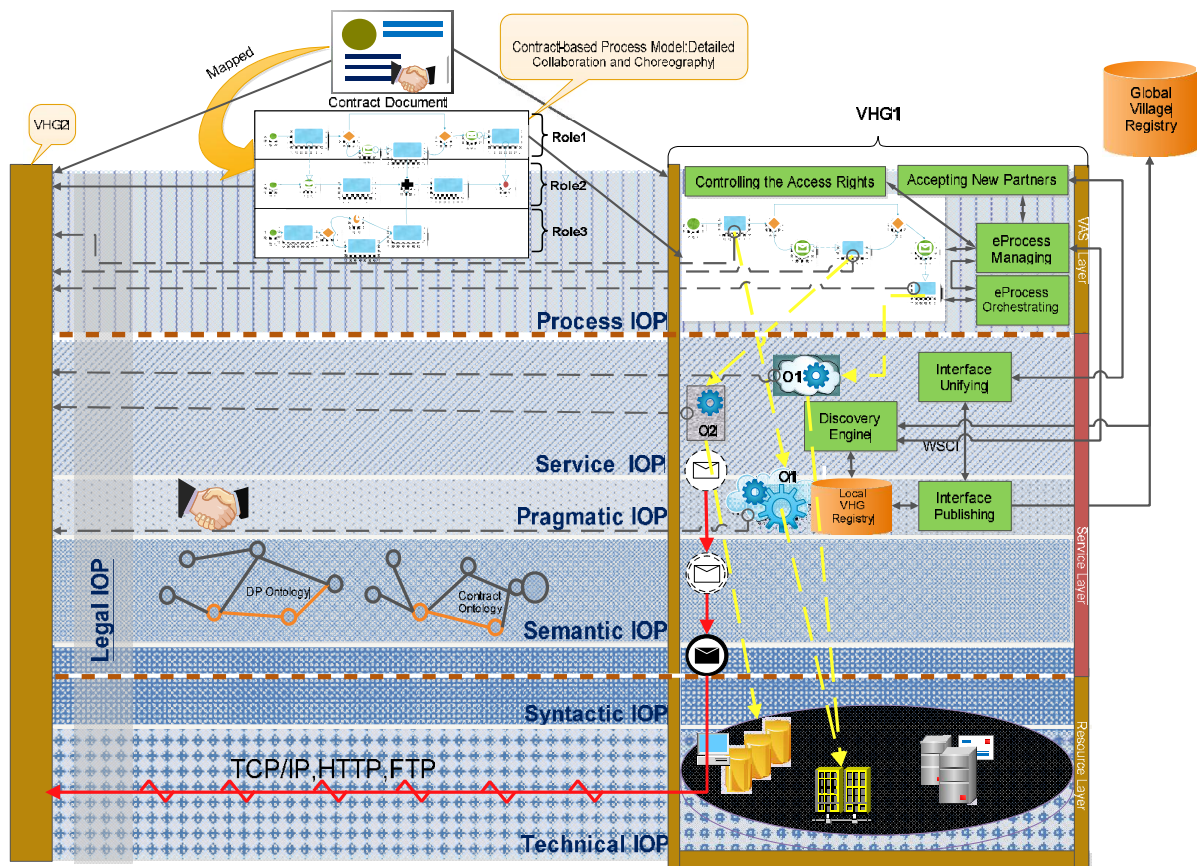 Mapped
Contract-based Process Model:Detailed
Collaboration and Choreography
Contract Document
Global
Village
Registry
VHG2
VHG1
Role1
Role2
Role3
Controlling the Access Rights
Accepting New Partners
eProcess
Managing
eProcess
Orchestrating
VAS Layer
Process IOP
O1
Interface
Unifying
O2
Discovery
Engine
WSCI
Service IOP
O1
Local
VHG
Registry
Interface
Publishing
Pragmatic IOP
Service Layer
Legal IOP
DP Ontology
Contract
Ontology
Semantic IOP
Syntactic IOP
Resource Layer
TCP/IP,HTTP,FTP
Technical IOP